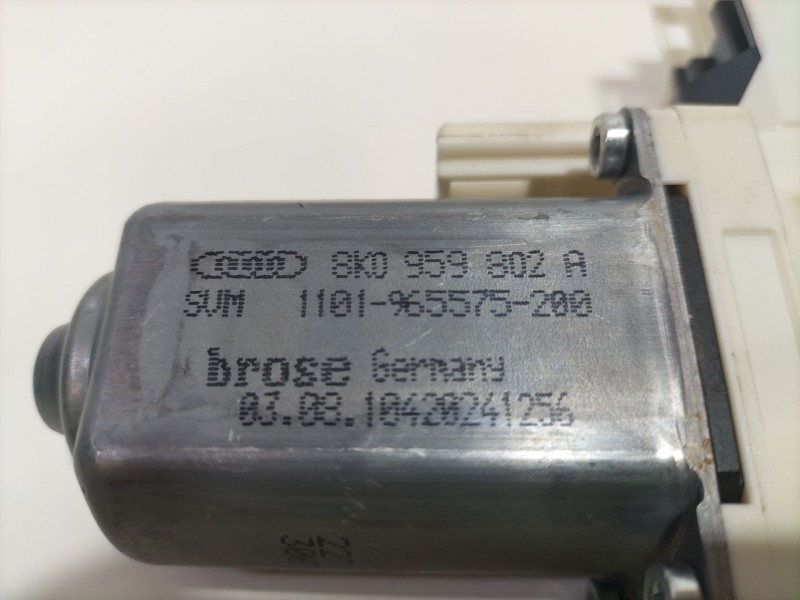 8K0 959 802 A
SVM 1101-965575-200
brose Germany
03.08.10420241256